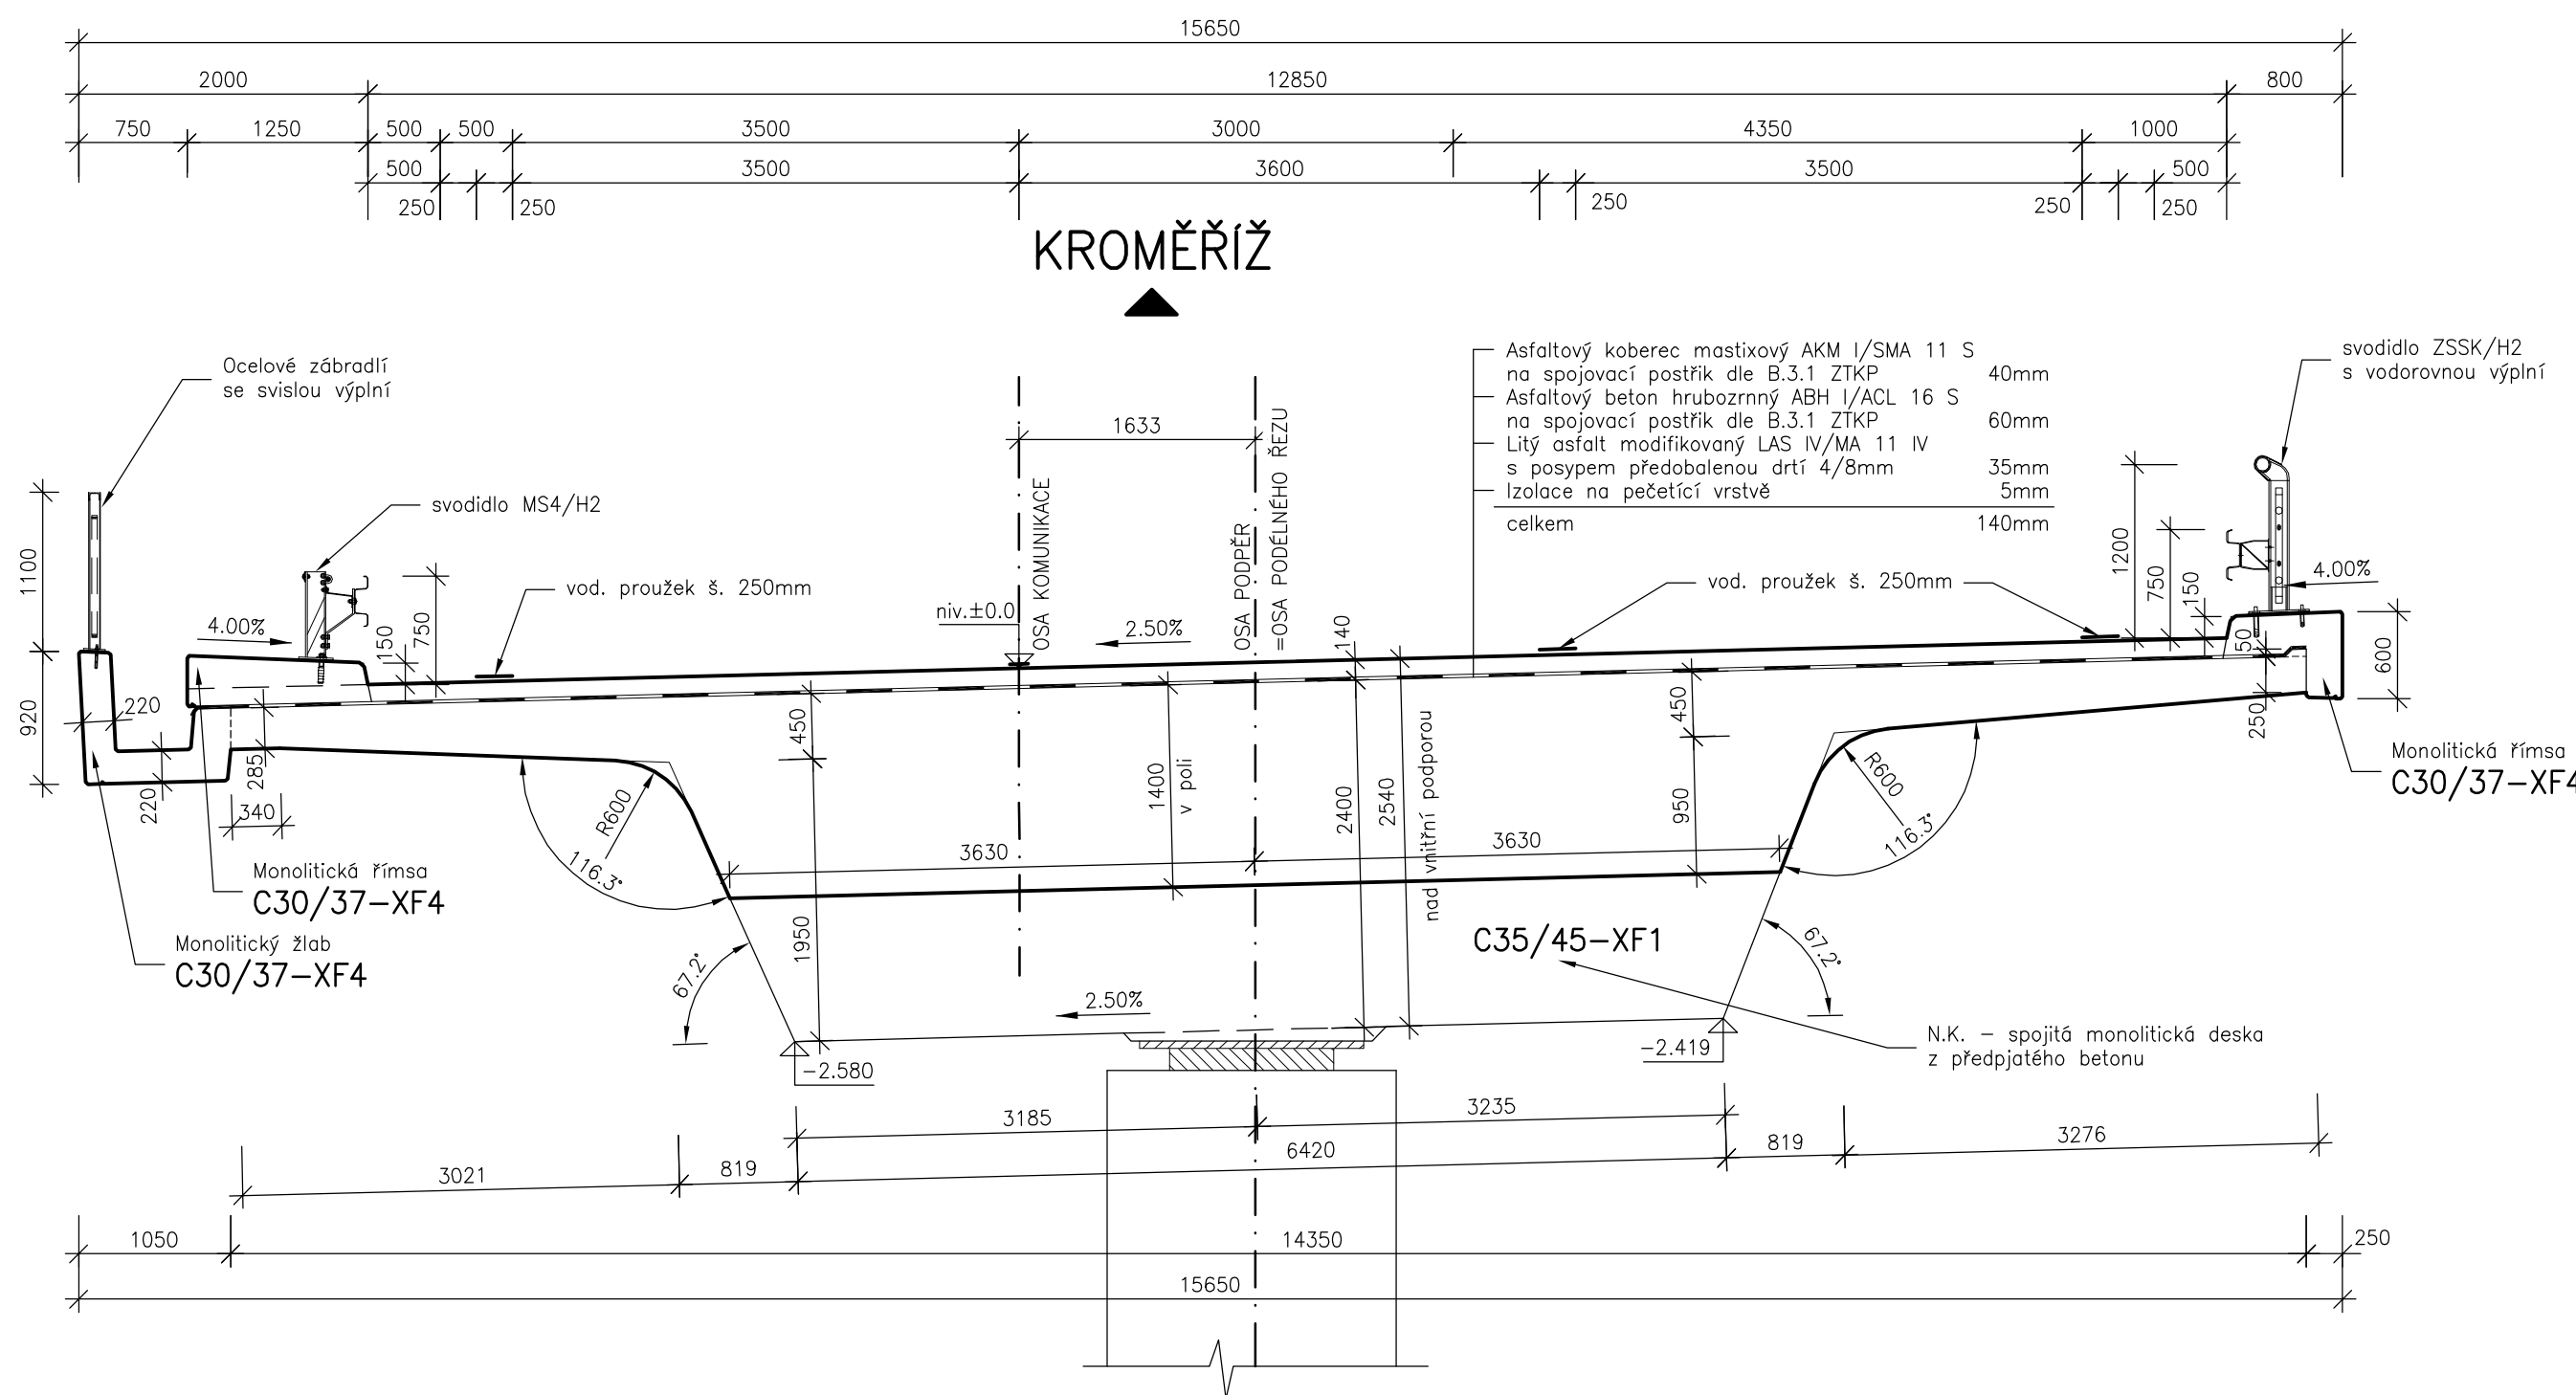 15650
2000 12850 800
750 1250 500 500 3500 3000 4350 1000
500 3500 3600 3500 500
250 250 250 250 250
KROMĚŘÍŽ
Ocelové zábradlí
se svislou výplní
svodidlo MS4/H2
vod. proužek š. 250mm
1100
920
4.00%
150
750
220
220
285
340
R600
116.3°
Monolitická římsa
C30/37-XF4
Monolitický žlab
C30/37-XF4
niv.±0.0
1633
OSA KOMUNIKACE
OSA PODPĚR
=OSA PODÉLNÉHO ŘEZU
2.50%
140
Asfaltový koberec mastixový AKM I/SMA 11 S
na spojovací postřik dle B.3.1 ZTKP 40mm
Asfaltový beton hrubozrnný ABH I/ACL 16 S
na spojovací postřik dle B.3.1 ZTKP 60mm
Litý asfalt modifikovaný LAS IV/MA 11 IV
s posypem předobalenou drtí 4/8mm 35mm
Izolace na pečetící vrstvě 5mm
celkem 140mm
vod. proužek š. 250mm
svodidlo ZSSK/H2
s vodorovnou výplní
1200
750
150
4.00%
50
600
250
Monolitická římsa
C30/37-XF4
450
1950
1400
v poli
2400
2540
nad vnitřní podporou
450
950
R600
116.3°
3630 3630
67.2°
67.2°
C35/45-XF1
2.50%
-2.580
-2.419
N.K. - spojitá monolitická deska
z předpjatého betonu
3185 3235
3021 819 6420 819 3276
1050 14350 250
15650